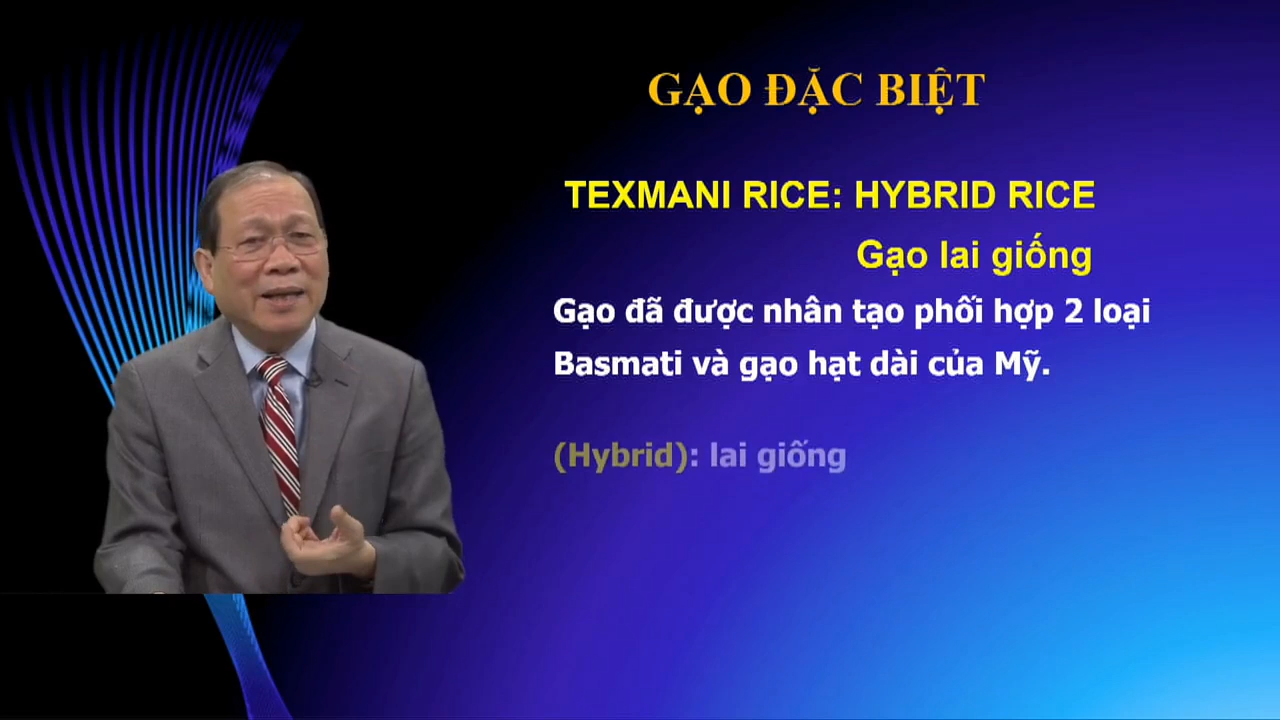 GẠO ĐẶC BIỆT
TEXMANI RICE: HYBRID RICE
Gạo lai giống
Gạo đã được nhân tạo phối hợp 2 loại
Basmati và gạo hạt dài của Mỹ.
(Hybrid): lai giống